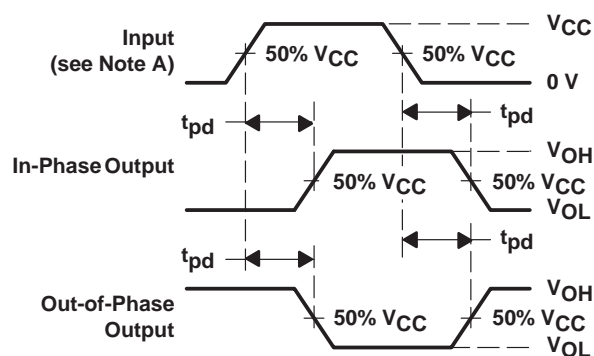 VCC
Input
(see Note A)
50% VCC
50% VCC
0 V
tpd
tpd
In-Phase Output
VOH
50% VCC
50% VCC
VOL
tpd
tpd
Out-of-Phase
Output
VOH
50% VCC
50% VCC
VOL